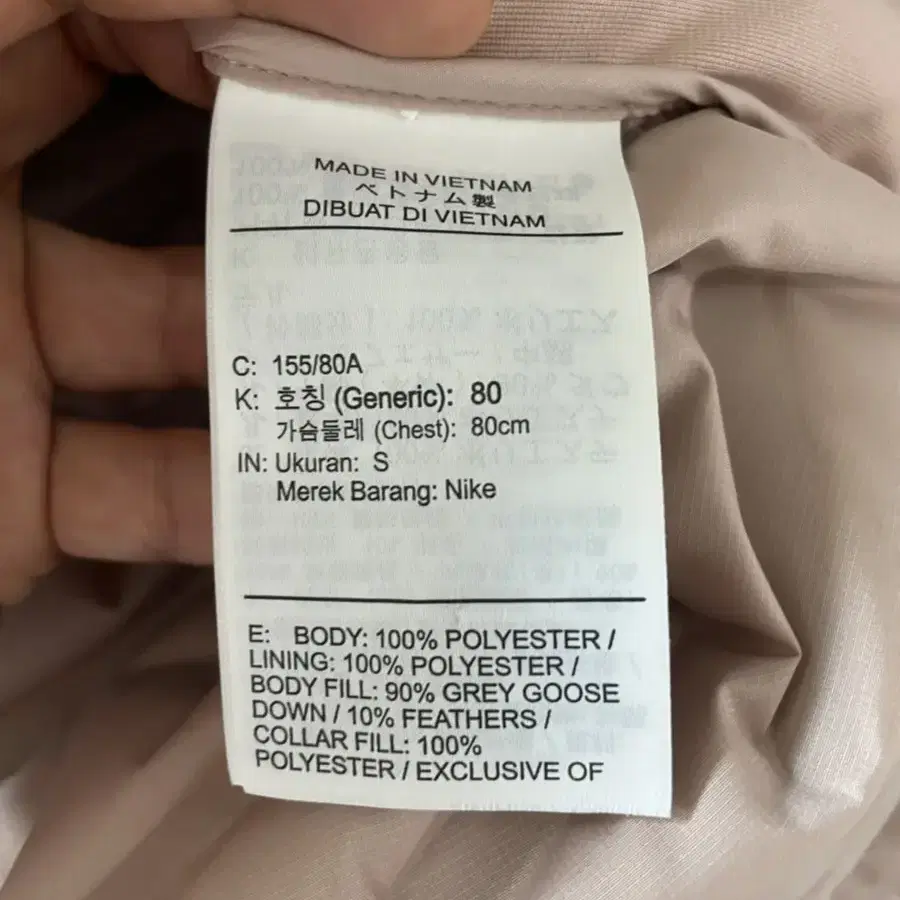 MADE IN VIETNAM
ベトナム製
DIBUAT DI VIETNAM
C: 155/80A
K: 호칭 (Generic): 80
가슴둘레 (Chest): 80cm
IN: Ukuran: S
Merek Barang: Nike
E: BODY: 100% POLYESTER /
LINING: 100% POLYESTER /
BODY FILL: 90% GREY GOOSE
DOWN / 10% FEATHERS /
COLLAR FILL: 100%
POLYESTER / EXCLUSIVE OF